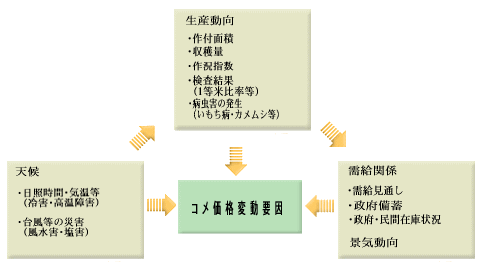 生産動向
・作付面積
・収穫量
・作況指数
・検査結果
（1等米比率等）
・病虫害の発生
（いもち病・カメムシ等）
天候
・日照時間・気温等
（冷害・高温障害）
・台風等の災害
（風水害・塩害）
コメ価格変動要因
需給関係
・需給見通し
・政府備蓄
・政府・民間在庫状況
景気動向